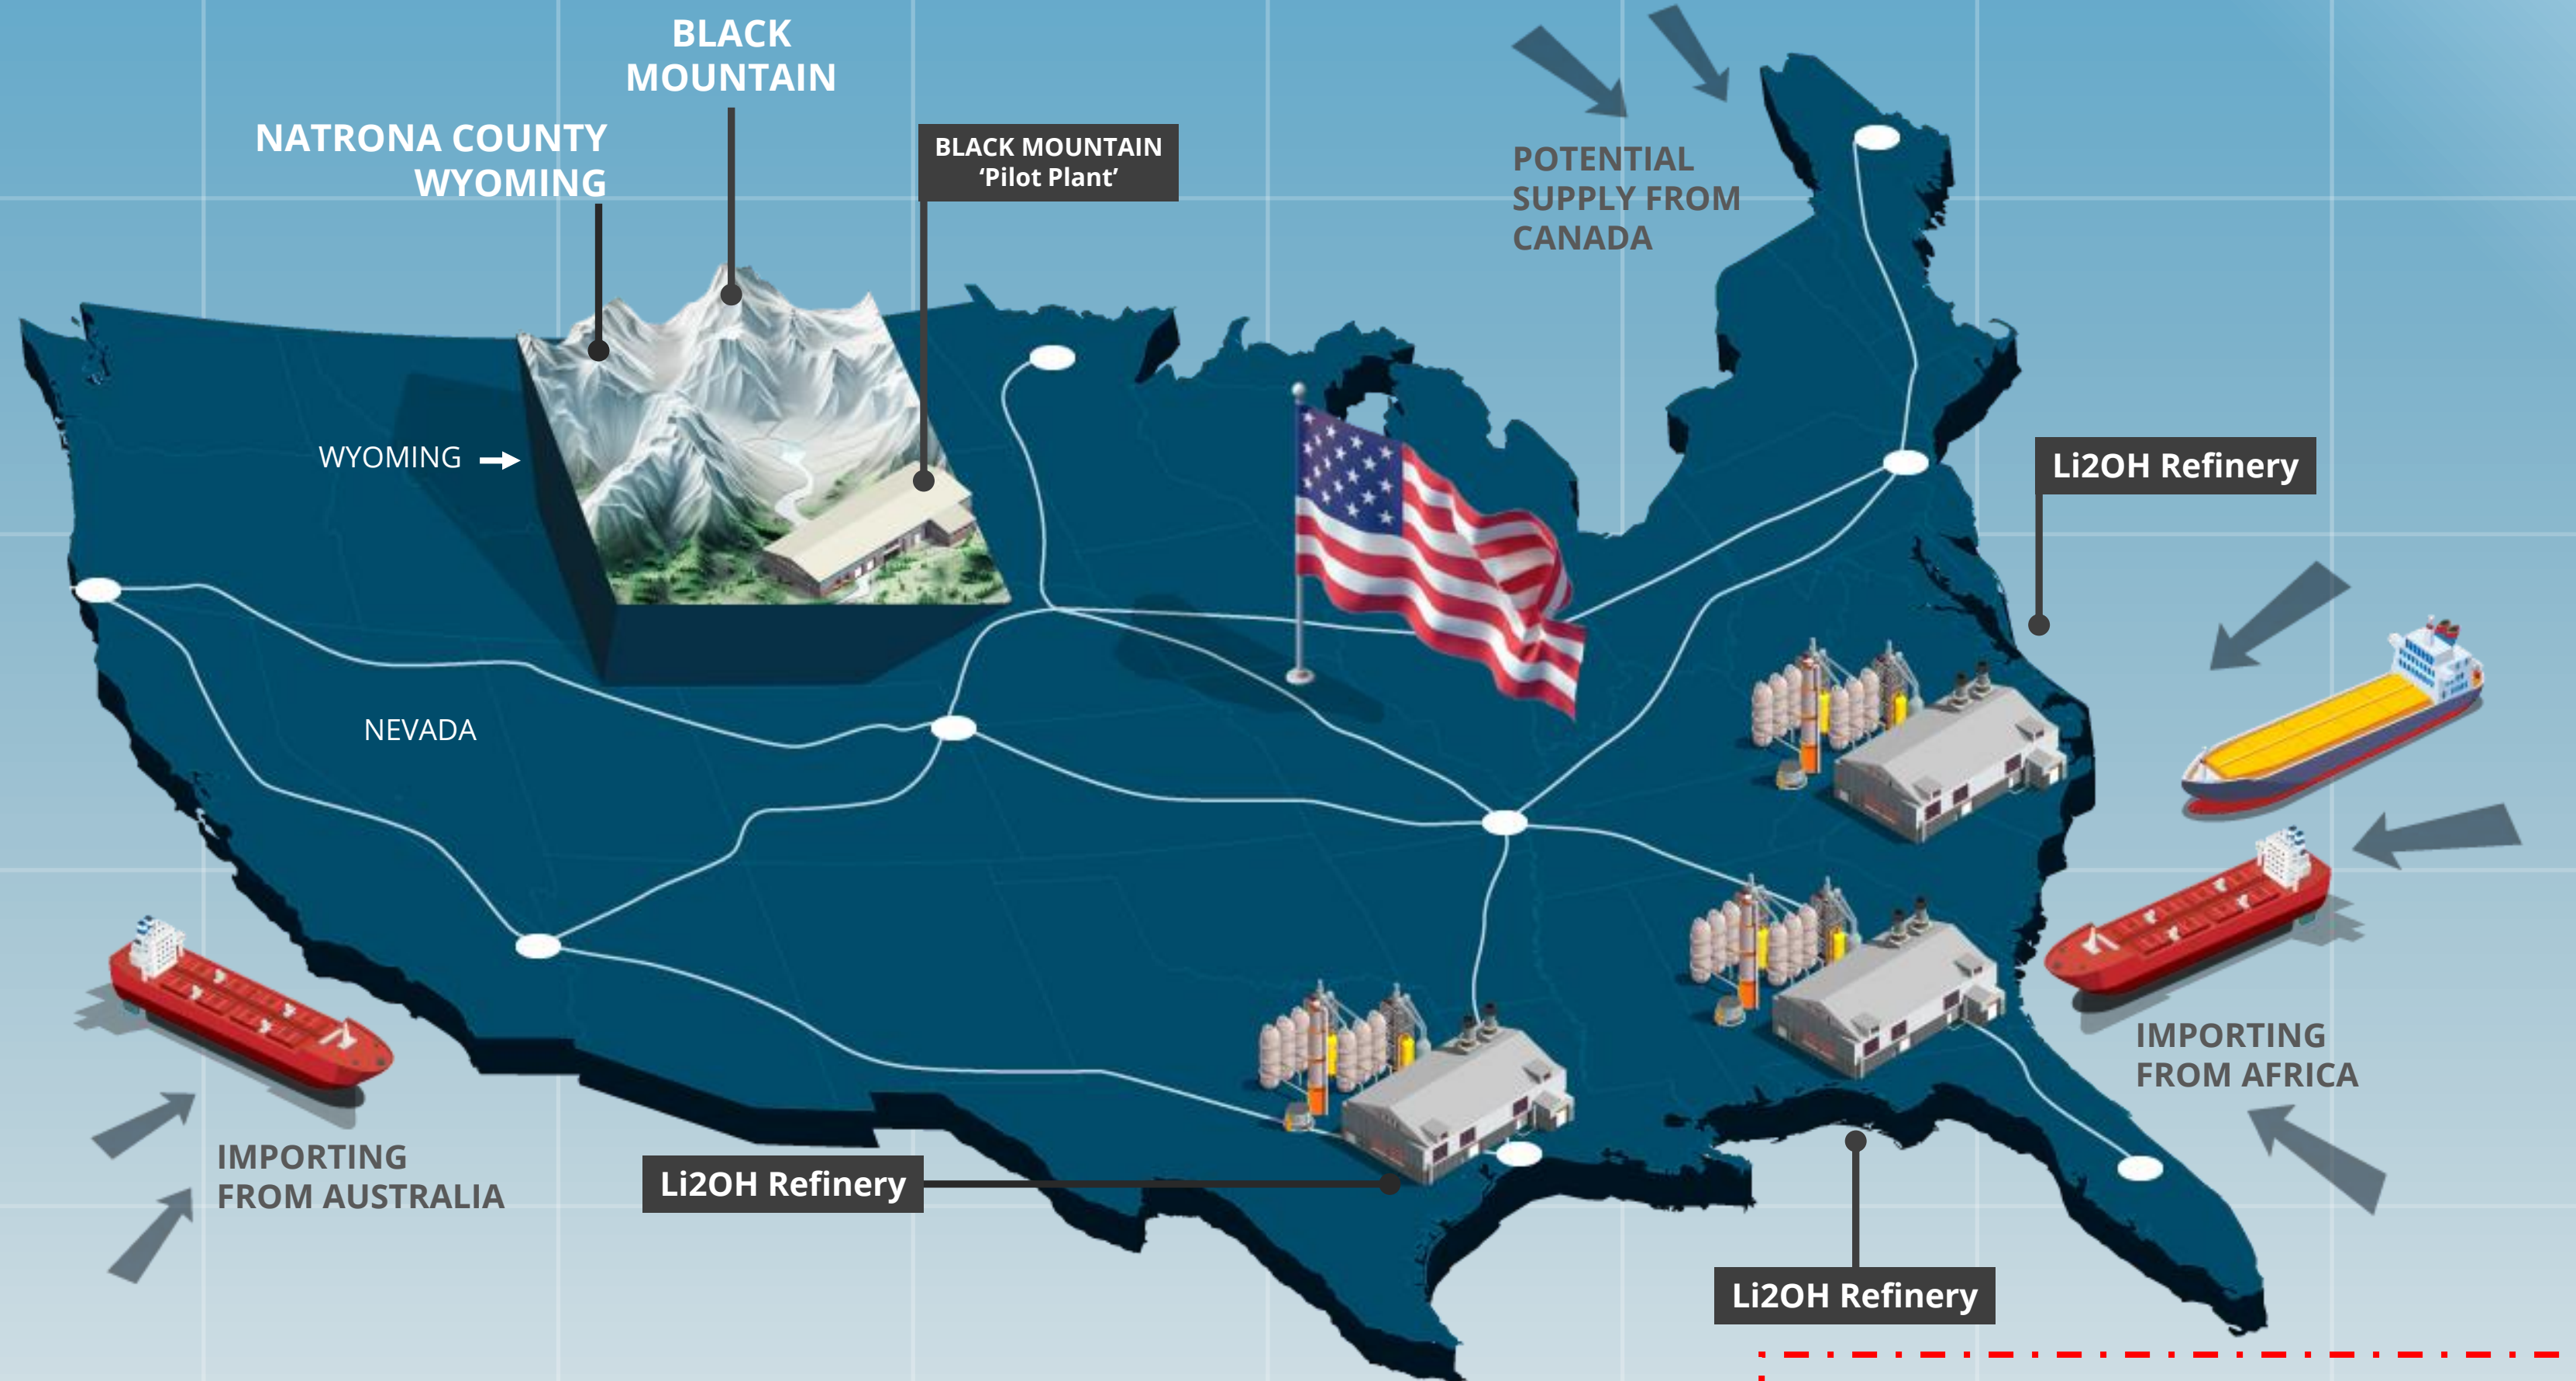 BLACK
MOUNTAIN
NATRONA COUNTY
WYOMING
BLACK MOUNTAIN
‘Pilot Plant’
POTENTIAL
SUPPLY FROM
CANADA
WYOMING
Li2OH Refinery
NEVADA
IMPORTING
FROM AFRICA
IMPORTING
FROM AUSTRALIA
Li2OH Refinery
Li2OH Refinery